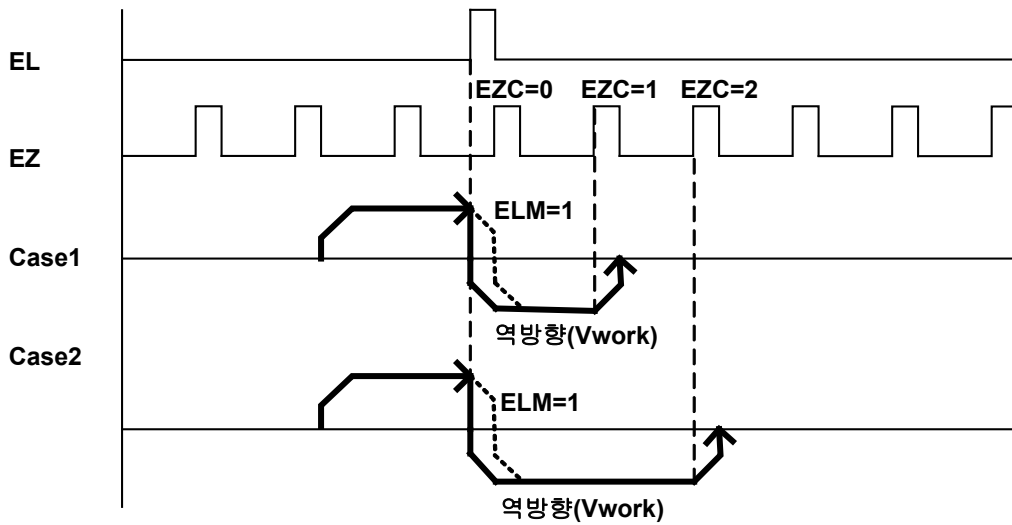 EL
EZC=0 EZC=1 EZC=2
EZ
ELM=1
Case1
역방향(Vwork)
Case2
ELM=1
역방향(Vwork)